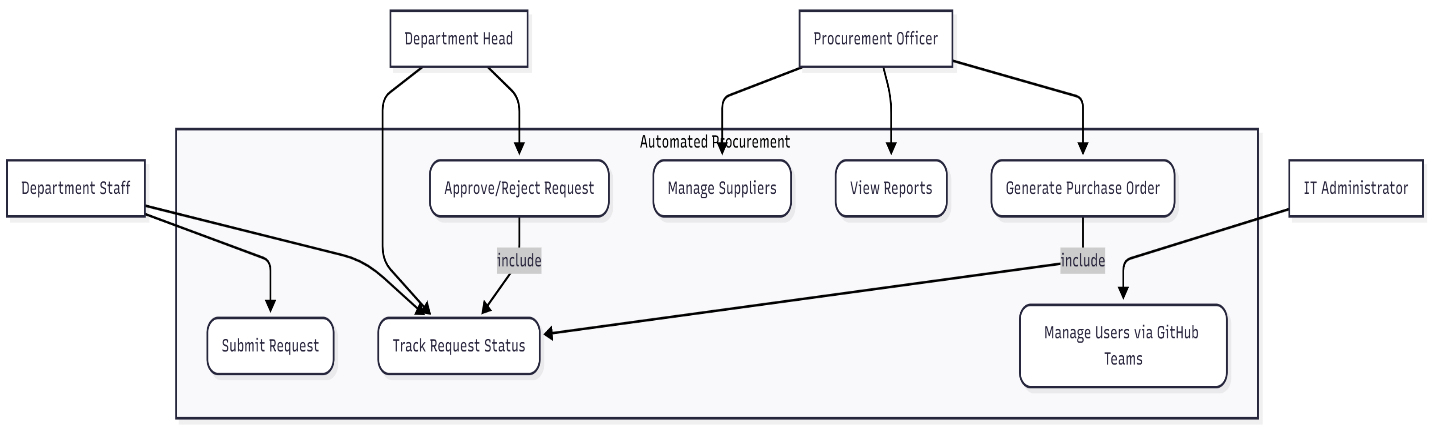 Department Head
Procurement Officer
Automated Procurement
Department Staff
Approve/Reject Request
Manage Suppliers
View Reports
Generate Purchase Order
IT Administrator
include
include
Submit Request
Track Request Status
Manage Users via GitHub
Teams